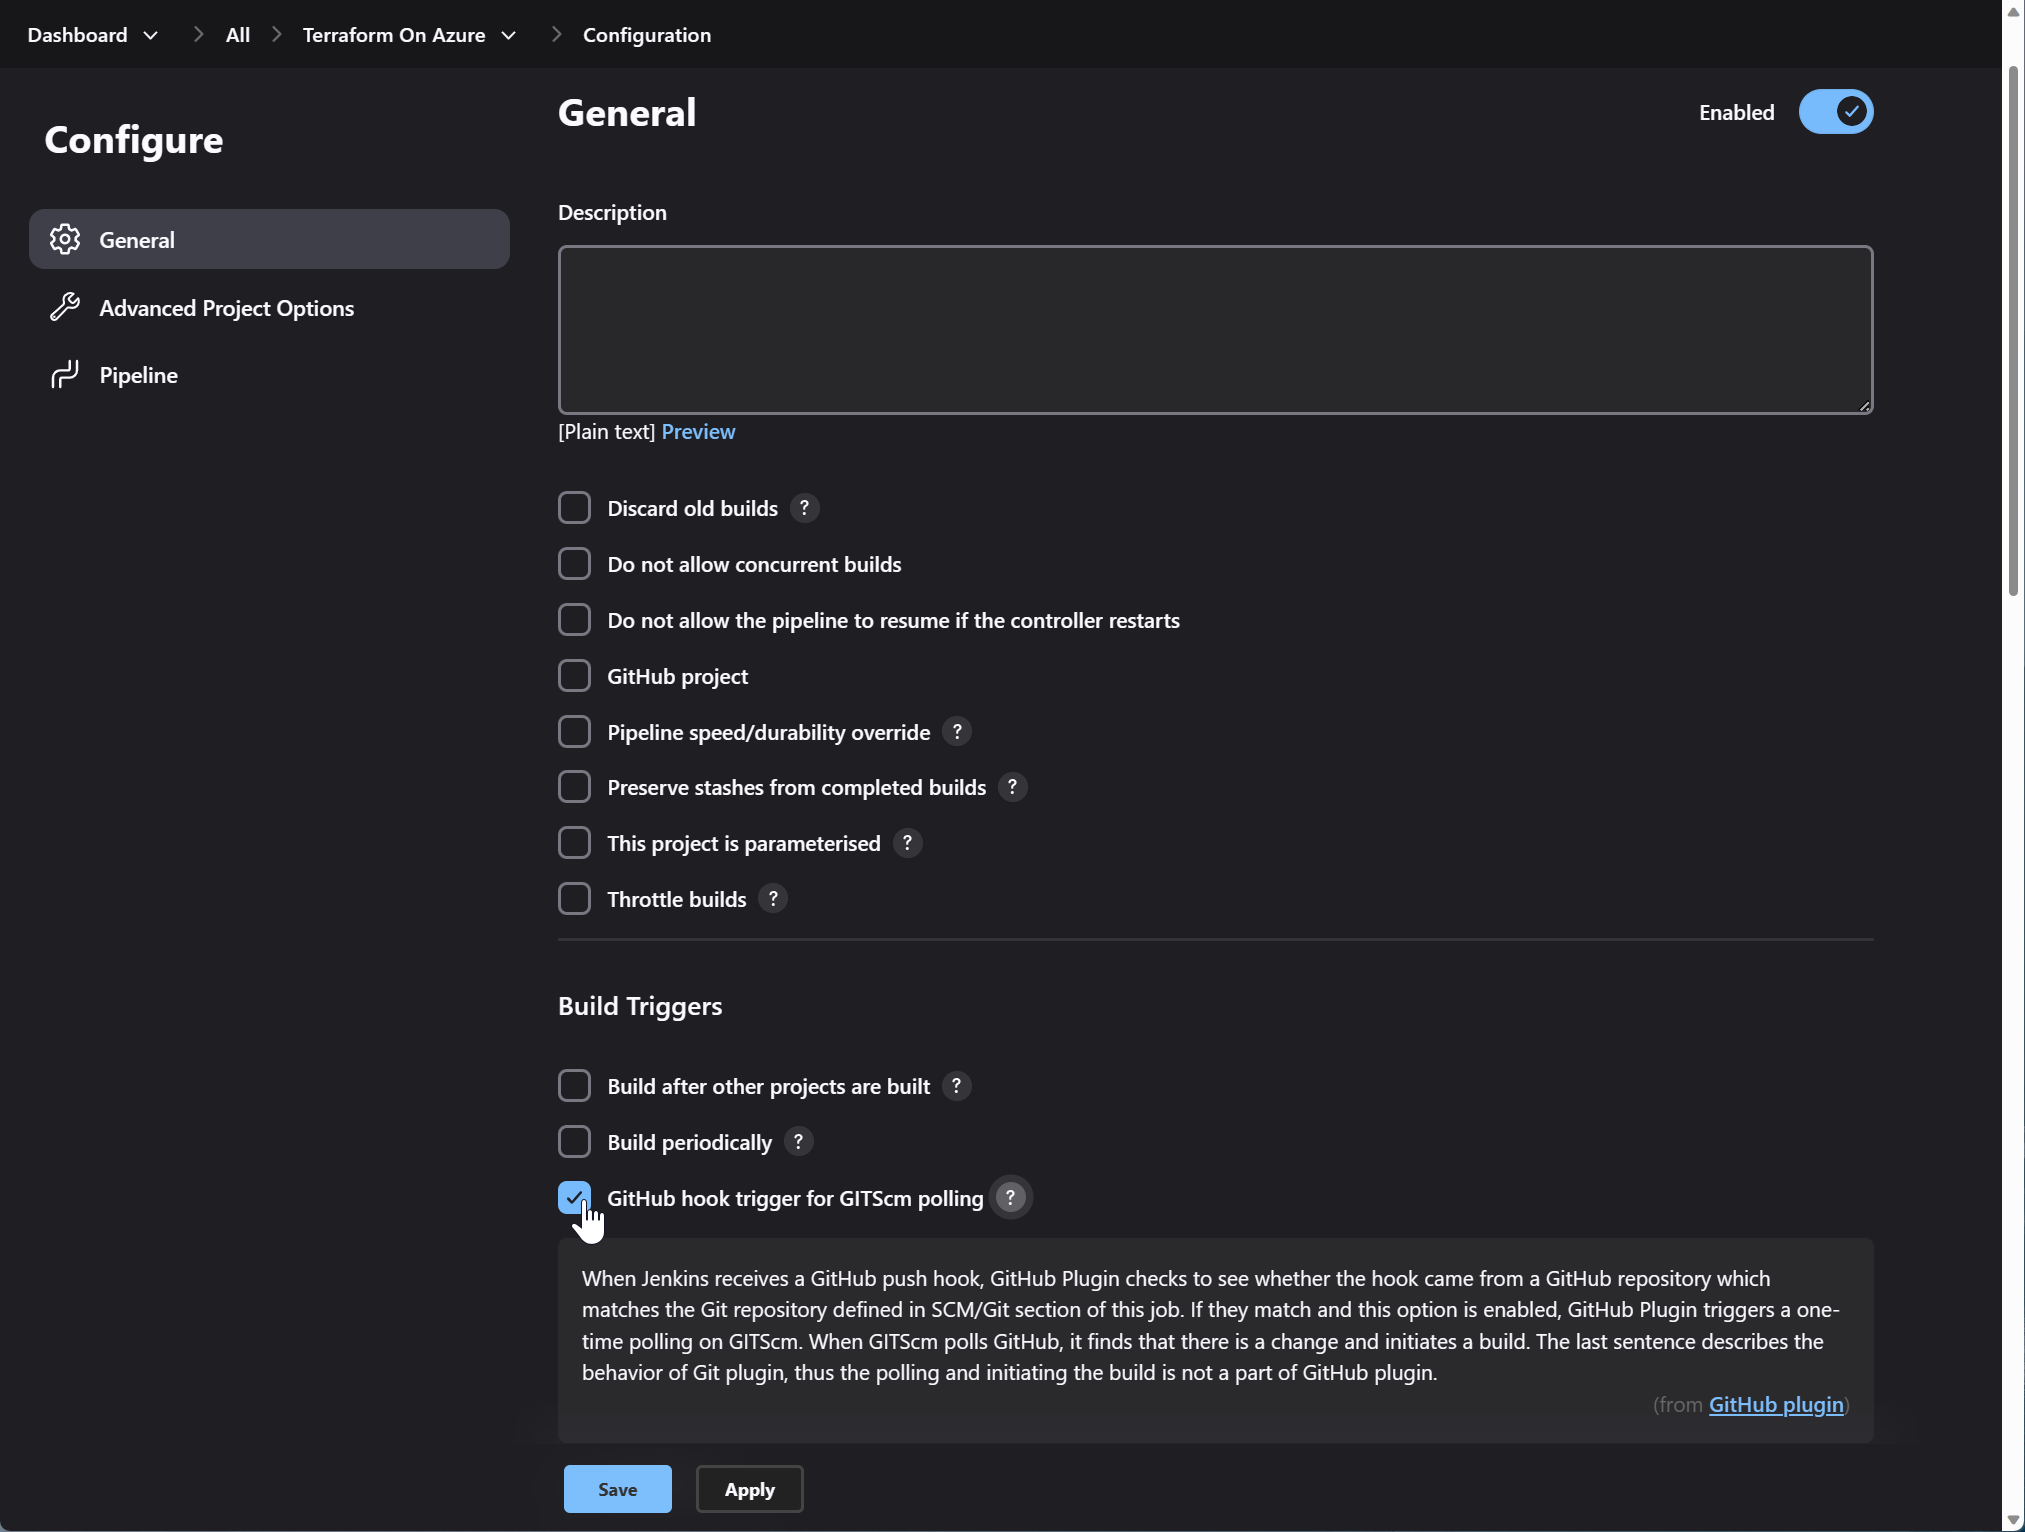 Dashboard
All
Terraform On Azure
Configuration
Configure
General
Advanced Project Options
Pipeline
General
Enabled
Description
[Plain text] Preview
Discard old builds ?
Do not allow concurrent builds
Do not allow the pipeline to resume if the controller restarts
GitHub project
Pipeline speed/durability override ?
Preserve stashes from completed builds ?
This project is parameterised ?
Throttle builds ?
Build Triggers
Build after other projects are built ?
Build periodically ?
GitHub hook trigger for GITScm polling ?
When Jenkins receives a GitHub push hook, GitHub Plugin checks to see whether the hook came from a GitHub repository which
matches the Git repository defined in SCM/Git section of this job. If they match and this option is enabled, GitHub Plugin triggers a one-
time polling on GITScm. When GITScm polls GitHub, it finds that there is a change and initiates a build. The last sentence describes the
behavior of Git plugin, thus the polling and initiating the build is not a part of GitHub plugin.
(from GitHub plugin)
Save
Apply